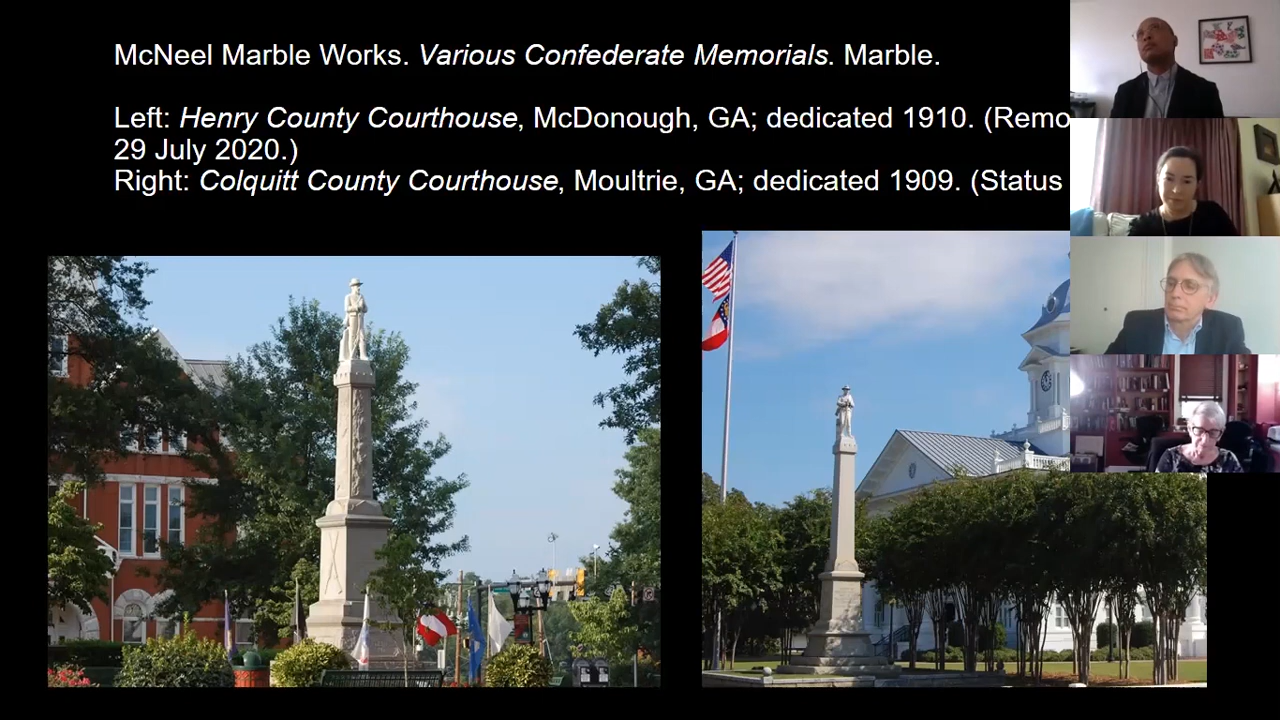 McNeel Marble Works. Various Confederate Memorials. Marble.
Left: Henry County Courthouse, McDonough, GA; dedicated 1910. (Remo
29 July 2020.)
Right: Colquitt County Courthouse, Moultrie, GA; dedicated 1909. (Status